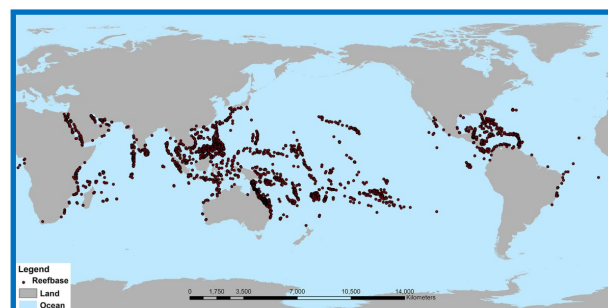 Legend
Reefbase
Land
Ocean
0 1,750 3,500 7,000 10,500 14,000
Kilometers